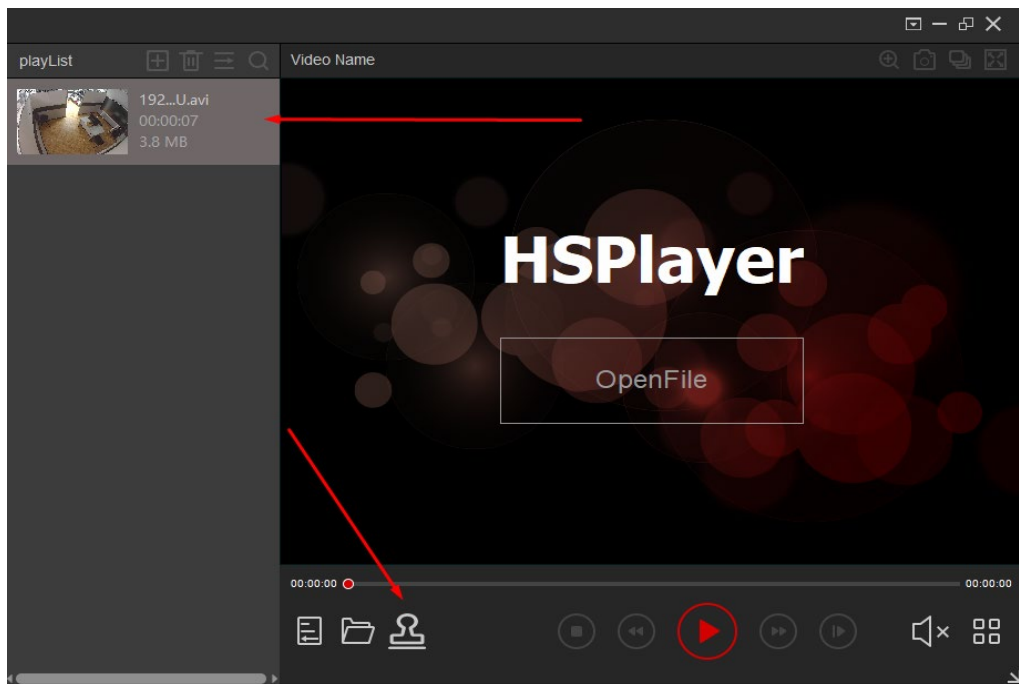 playList
Video Name
192...U.avi
00:00:07
3.8 MB
HSPlayer
OpenFile
00:00:00
00:00:00